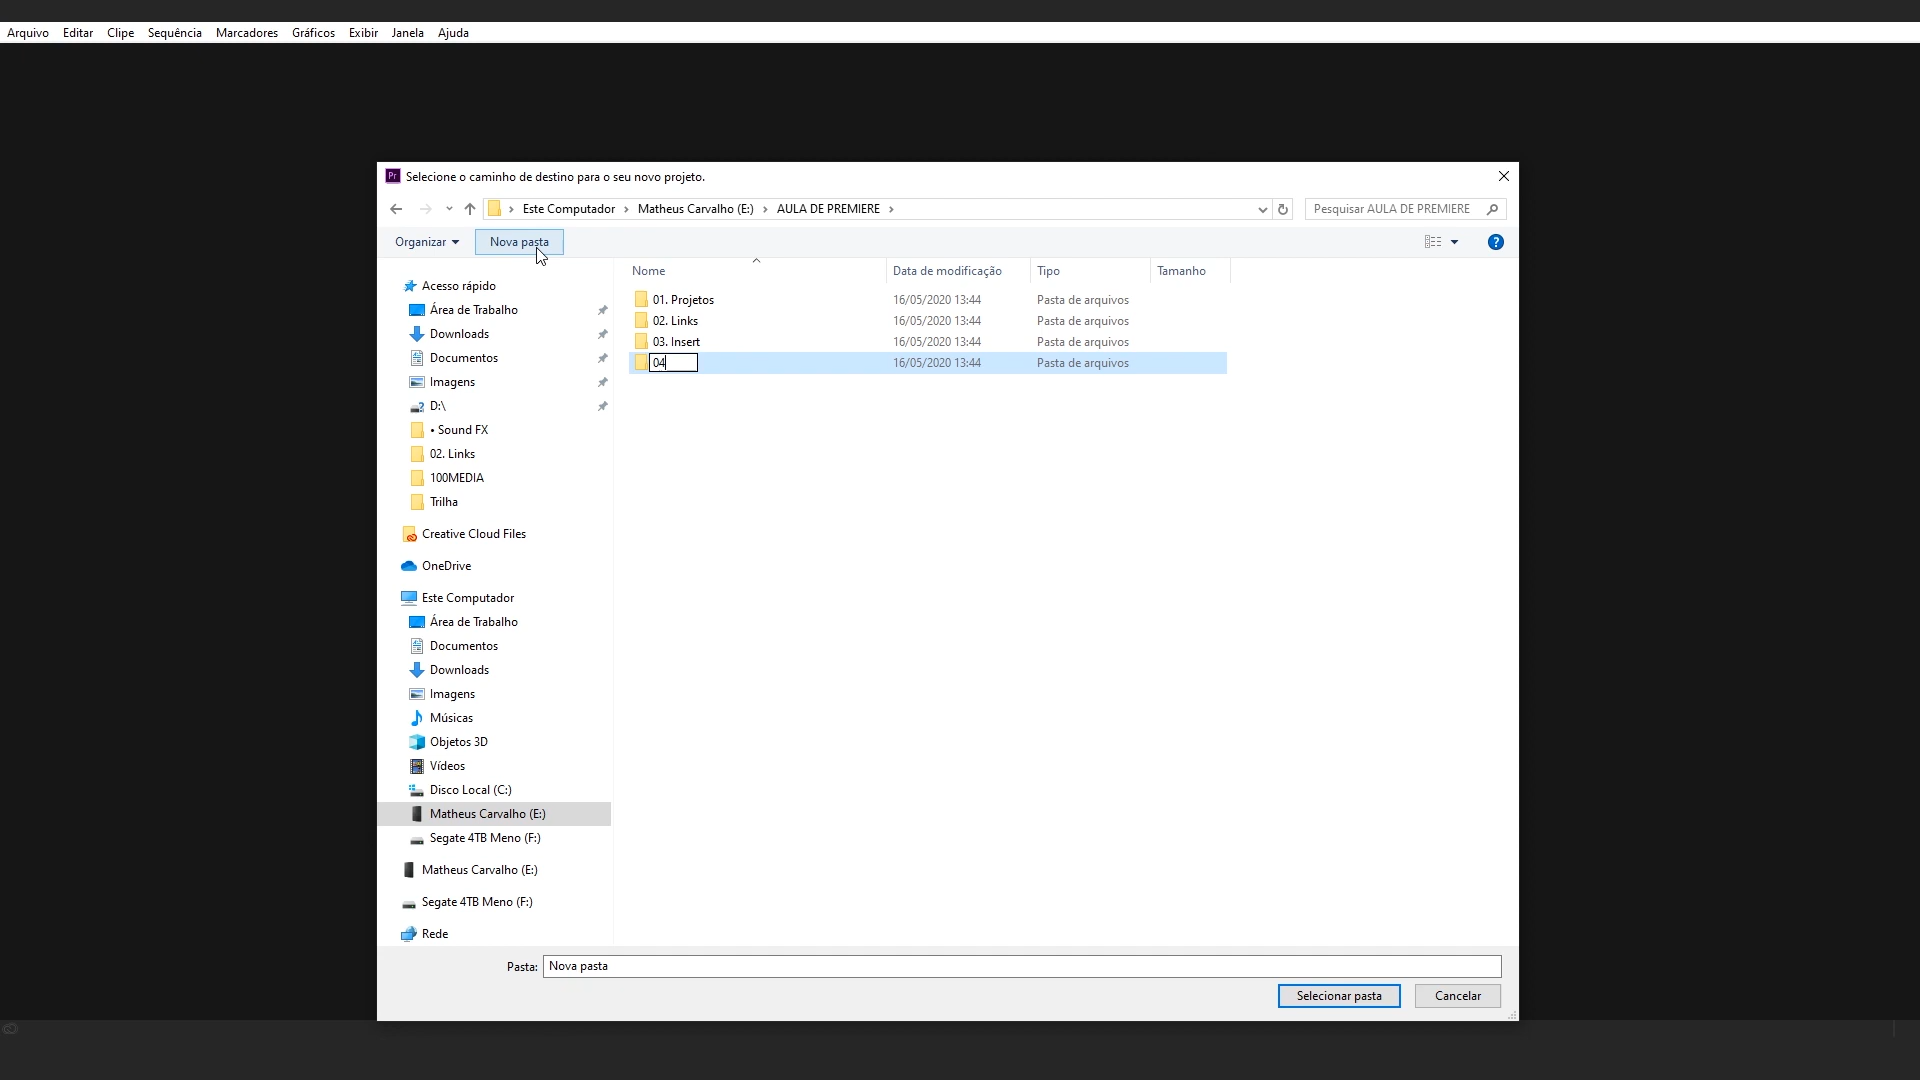 Arquivo Editar Clipe Sequência Marcadores Gráficos Exibir Janela Ajuda
Pr Selecione o caminho de destino para o seu novo projeto.
Este Computador Matheus Carvalho (E:) AULA DE PREMIERE
Pesquisar AULA DE PREMIERE
Organizar Nova pasta
Nome Data de modificação Tipo Tamanho
01. Projetos 16/05/2020 13:44 Pasta de arquivos
02. Links 16/05/2020 13:44 Pasta de arquivos
03. Insert 16/05/2020 13:44 Pasta de arquivos
04 16/05/2020 13:44 Pasta de arquivos
Acesso rápido
Área de Trabalho
Downloads
Documentos
Imagens
D:\
• Sound FX
02. Links
100MEDIA
Trilha
Creative Cloud Files
OneDrive
Este Computador
Área de Trabalho
Documentos
Downloads
Imagens
Músicas
Objetos 3D
Vídeos
Disco Local (C:)
Matheus Carvalho (E:)
Segate 4TB Meno (F:)
Matheus Carvalho (E:)
Segate 4TB Meno (F:)
Rede
Pasta: Nova pasta
Selecionar pasta Cancelar